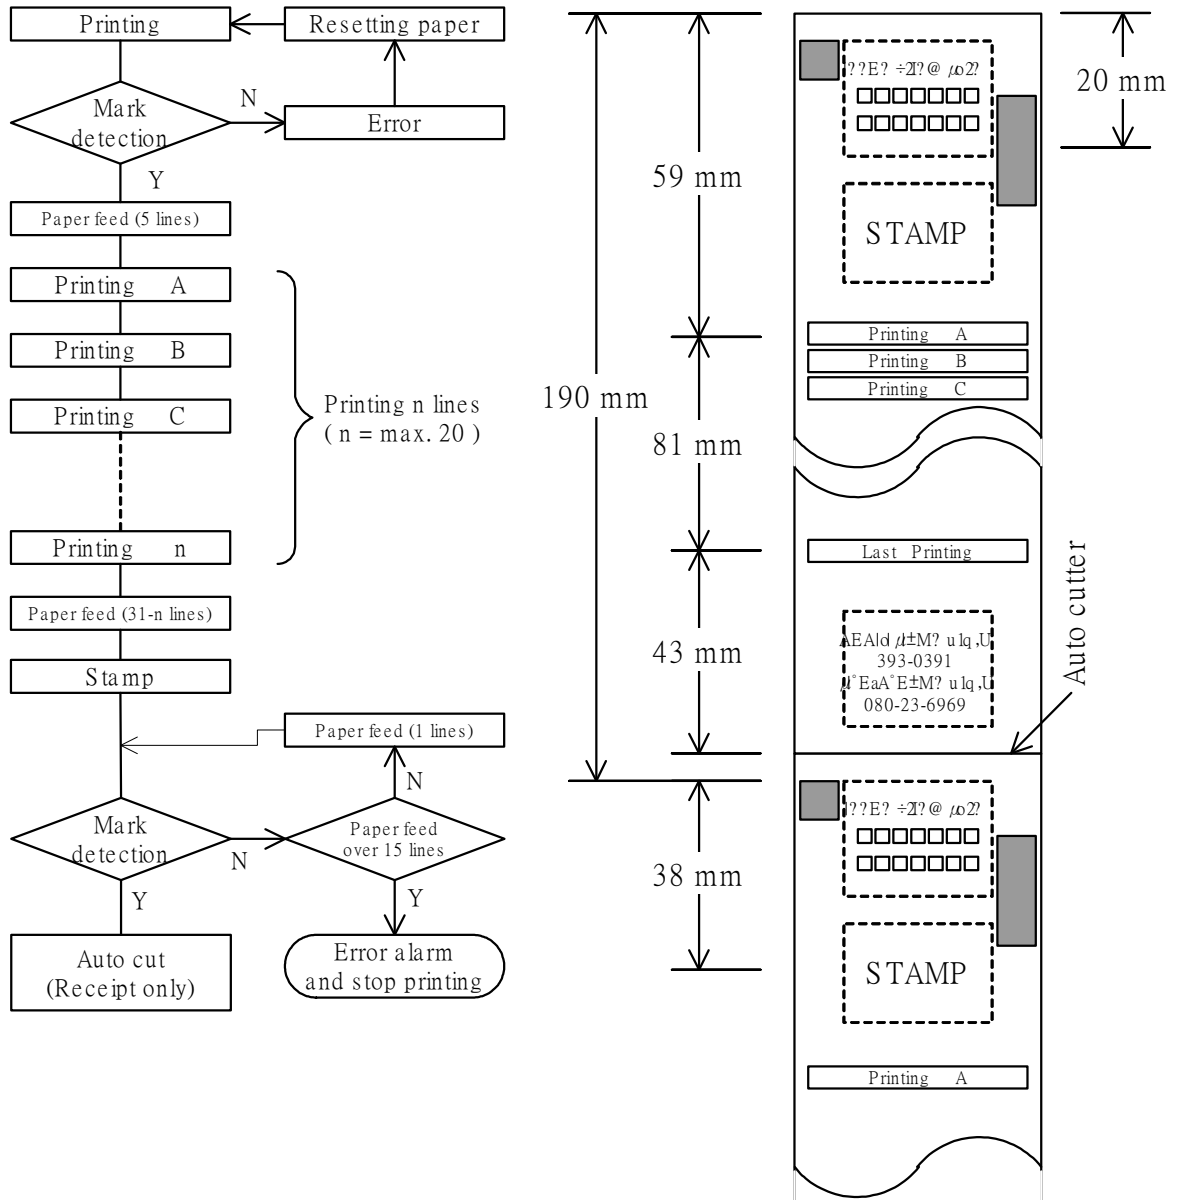 Printing
Resetting paper
Mark
detection
N
Error
Y
Paper feed (5 lines)
Printing A
Printing B
Printing C
Printing n lines
( n = max. 20 )
Printing n
Paper feed (31-n lines)
Stamp
Paper feed (1 lines)
N
Mark
detection
N
Paper feed
over 15 lines
Y
Y
Auto cut
(Receipt only)
Error alarm
and stop printing
190 mm
59 mm
81 mm
43 mm
38 mm
20 mm
STAMP
Printing A
Printing B
Printing C
Last Printing
393-0391
080-23-6969
Auto cutter
STAMP
Printing A